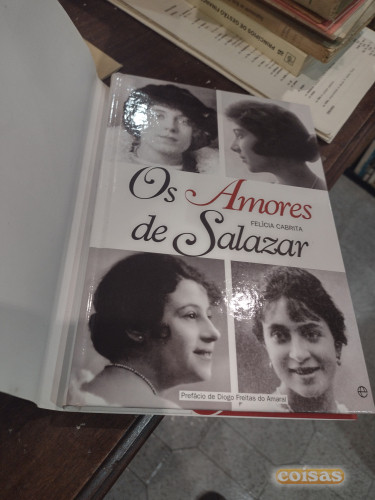 Os Amores
FELÍCIA CABRITA
de Salazar
Prefácio de Diogo Freitas do Amaral
coisas